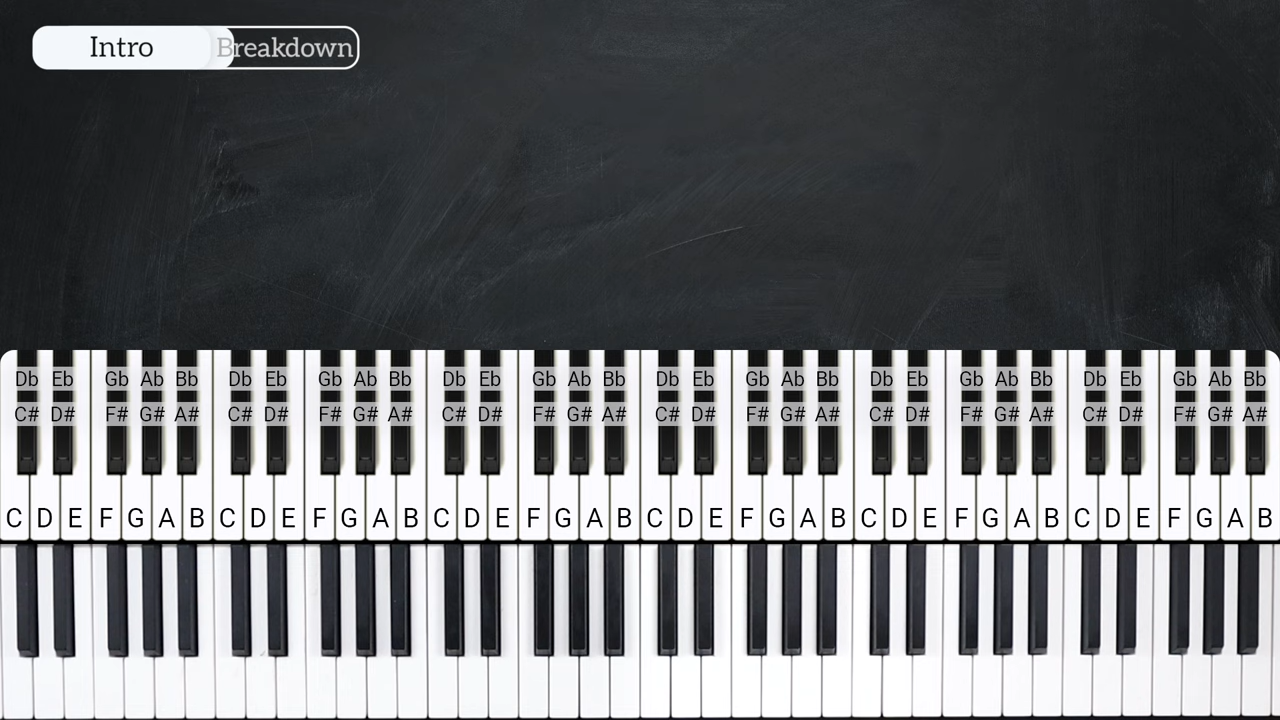 Intro Breakdown
Db Eb Gb Ab Bb Db Eb Gb Ab Bb Db Eb Gb Ab Bb Db Eb Gb Ab Bb Db Eb Gb Ab Bb Db Eb Gb Ab Bb
C# D# F# G# A# C# D# F# G# A# C# D# F# G# A# C# D# F# G# A# C# D# F# G# A# C# D# F# G# A#
C D E F G A B C D E F G A B C D E F G A B C D E F G A B C D E F G A B C D E F G A B